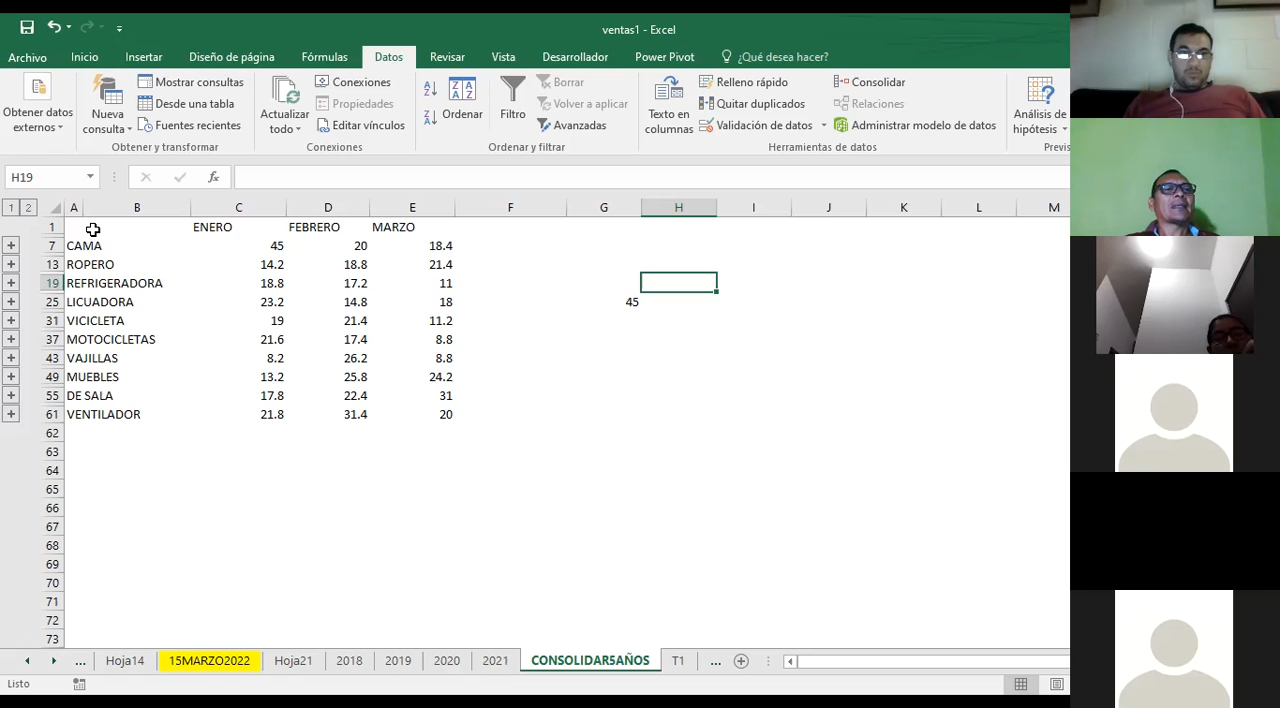 ventas1 - Excel
Archivo Inicio Insertar Diseño de página Fórmulas Datos Revisar Vista Desarrollador Power Pivot ¿Qué desea hacer?
Obtener datos externos
Nueva consulta
Mostrar consultas
Desde una tabla
Fuentes recientes
Obtener y transformar
Actualizar todo
Conexiones
Propiedades
Editar vínculos
Conexiones
Ordenar
Filtro
Borrar
Volver a aplicar
Avanzadas
Ordenar y filtrar
Texto en columnas
Relleno rápido
Quitar duplicados
Validación de datos
Consolidar
Relaciones
Administrar modelo de datos
Herramientas de datos
Análisis de hipótesis
Previs
H19 fx
1 2 A B C D E F G H I J K L M
1 ENERO FEBRERO MARZO
7 CAMA 45 20 18.4
13 ROPERO 14.2 18.8 21.4
19 REFRIGERADORA 18.8 17.2 11
25 LICUADORA 23.2 14.8 18 45
31 VICICLETA 19 21.4 11.2
37 MOTOCICLETAS 21.6 17.4 8.8
43 VAJILLAS 8.2 26.2 8.8
49 MUEBLES 13.2 25.8 24.2
55 DE SALA 17.8 22.4 31
61 VENTILADOR 21.8 31.4 20
62
63
64
65
66
67
68
69
70
71
72
73
... Hoja14 15MARZO2022 Hoja21 2018 2019 2020 2021 CONSOLIDAR5AÑOS T1 ...
Listo